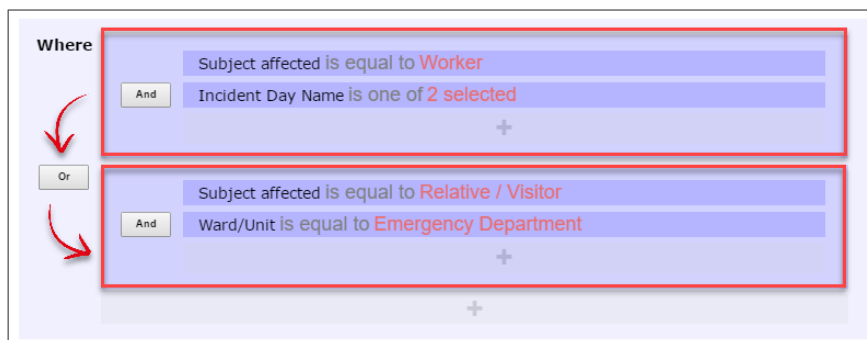 Where
Subject affected is equal to Worker
And
Incident Day Name is one of 2 selected
+
Or
Subject affected is equal to Relative / Visitor
And
Ward/Unit is equal to Emergency Department
+
+